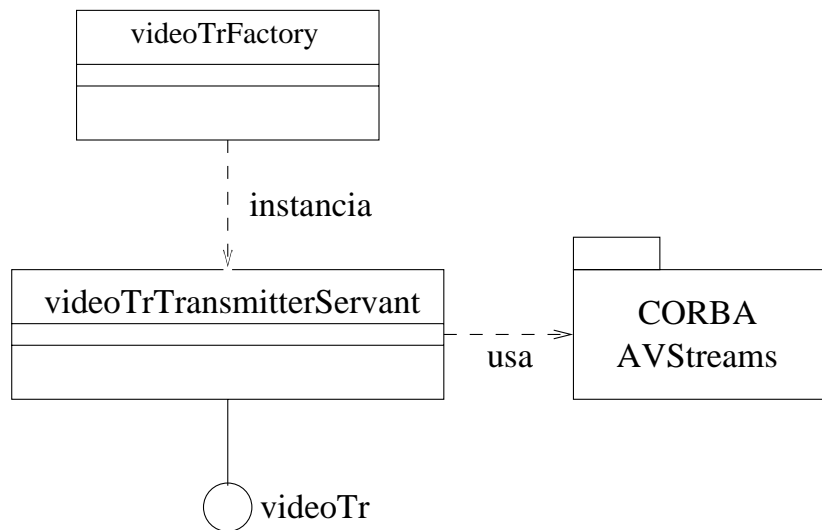 videoTrFactory
instancia
videoTrTransmitterServant
CORBA
AVStreams
usa
videoTr